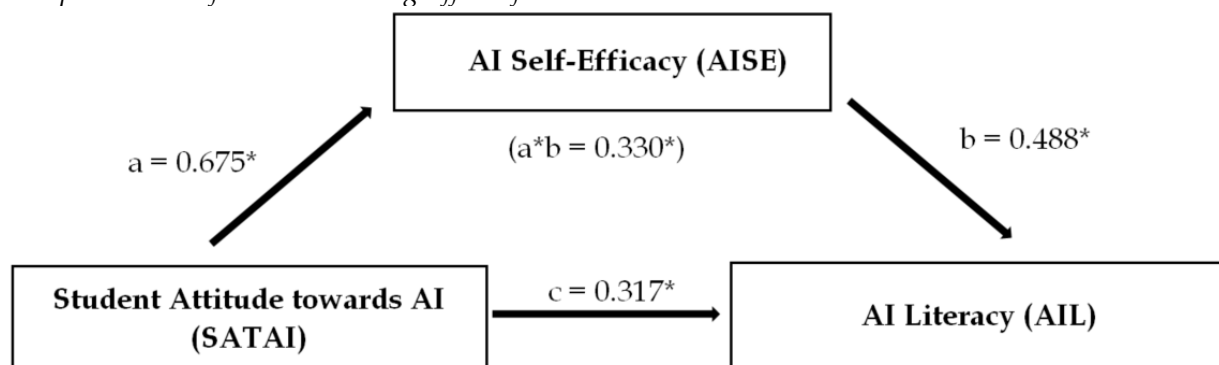 AI Self-Efficacy (AISE)
a = 0.675*
(a*b = 0.330*)
b = 0.488*
Student Attitude towards AI
(SATAI)
c = 0.317*
AI Literacy (AIL)